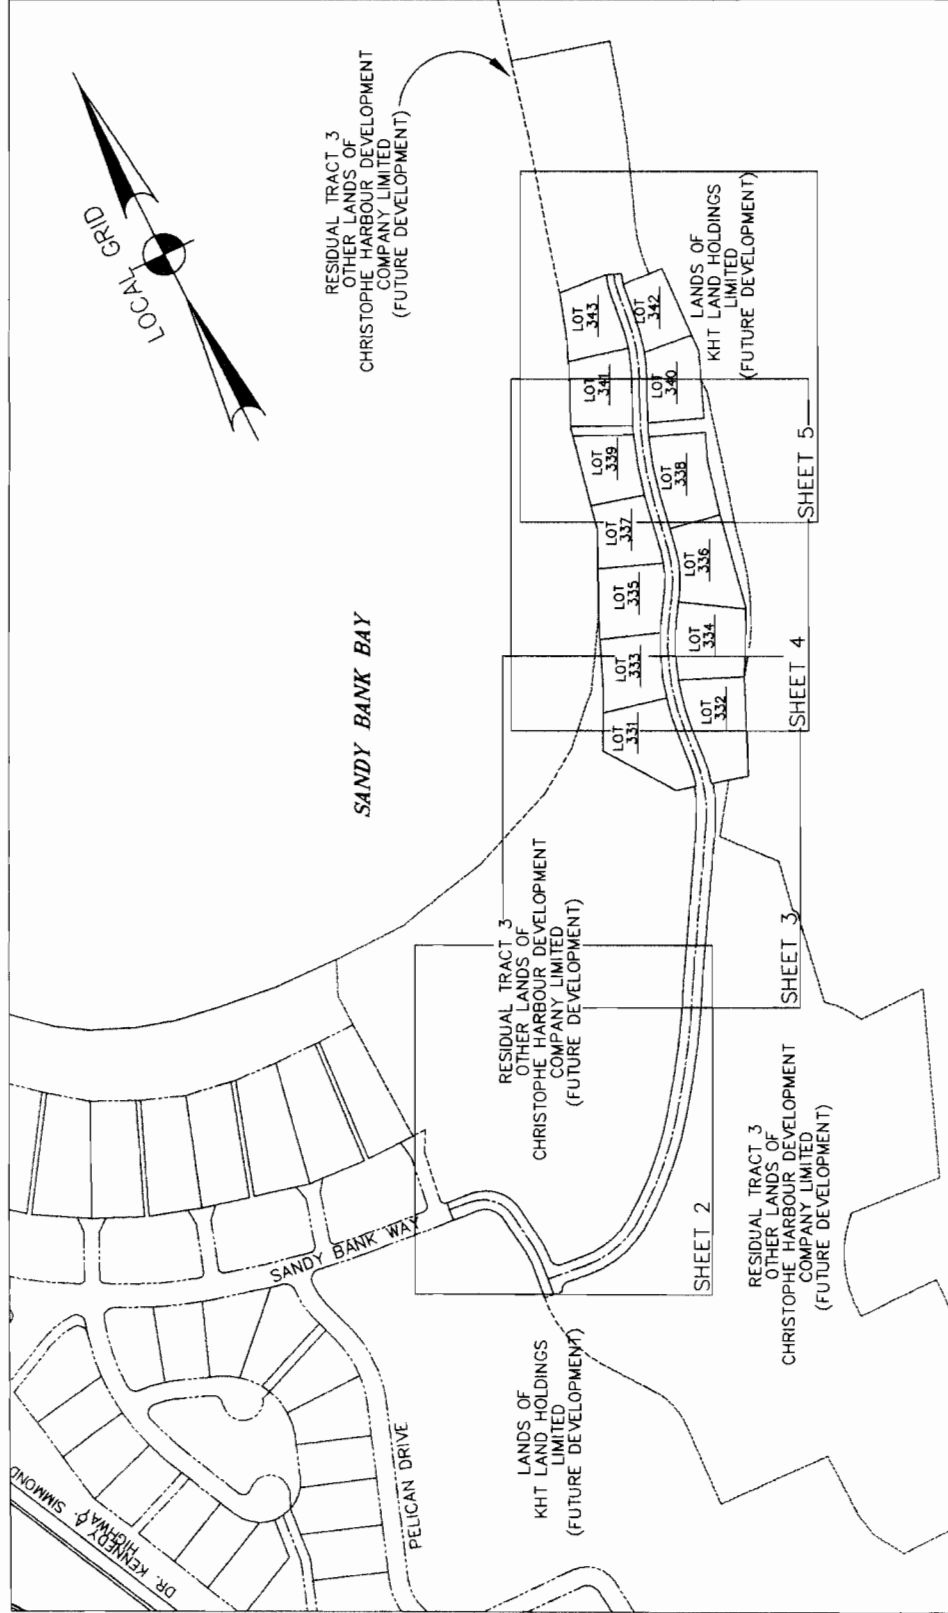 LOCAL GRID
RESIDUAL TRACT 3
OTHER LANDS OF
CHRISTOPHE HARBOUR DEVELOPMENT
COMPANY LIMITED
(FUTURE DEVELOPMENT)
SANDY BANK BAY
LANDS OF
KHT LAND HOLDINGS
LIMITED
(FUTURE DEVELOPMENT)
LOT
343
LOT
342
LOT
341
LOT
340
LOT
339
LOT
338
LOT
337
LOT
336
LOT
335
LOT
334
LOT
333
LOT
332
LOT
331
SHEET 5
SHEET 4
SHEET 3
SHEET 2
RESIDUAL TRACT 3
OTHER LANDS OF
CHRISTOPHE HARBOUR DEVELOPMENT
COMPANY LIMITED
(FUTURE DEVELOPMENT)
RESIDUAL TRACT 3
OTHER LANDS OF
CHRISTOPHE HARBOUR DEVELOPMENT
COMPANY LIMITED
(FUTURE DEVELOPMENT)
SANDY BANK WAY
PELICAN DRIVE
LANDS OF
KHT LAND HOLDINGS
LIMITED
(FUTURE DEVELOPMENT)
DR. KENNEDY A. SIMMOND
HIGHWAY